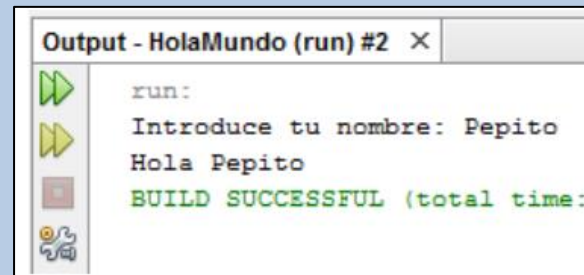 Output - HolaMundo (run) #2
run:
Introduce tu nombre: Pepito
Hola Pepito
BUILD SUCCESSFUL (total time: